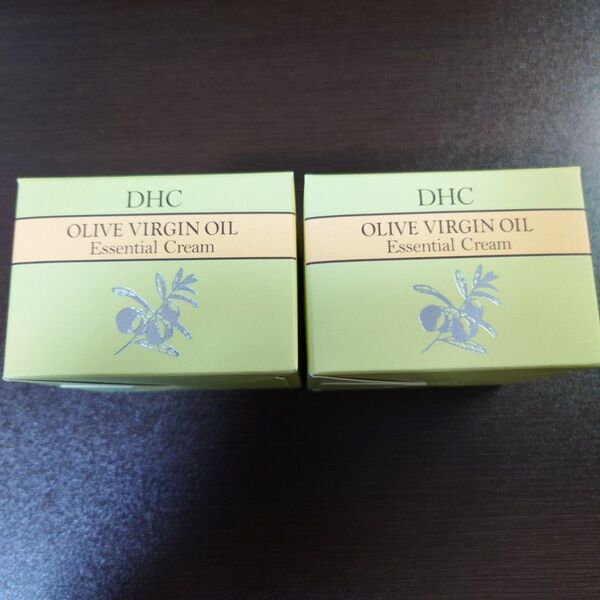 DHC
OLIVE VIRGIN OIL
Essential Cream
DHC
OLIVE VIRGIN OIL
Essential Cream